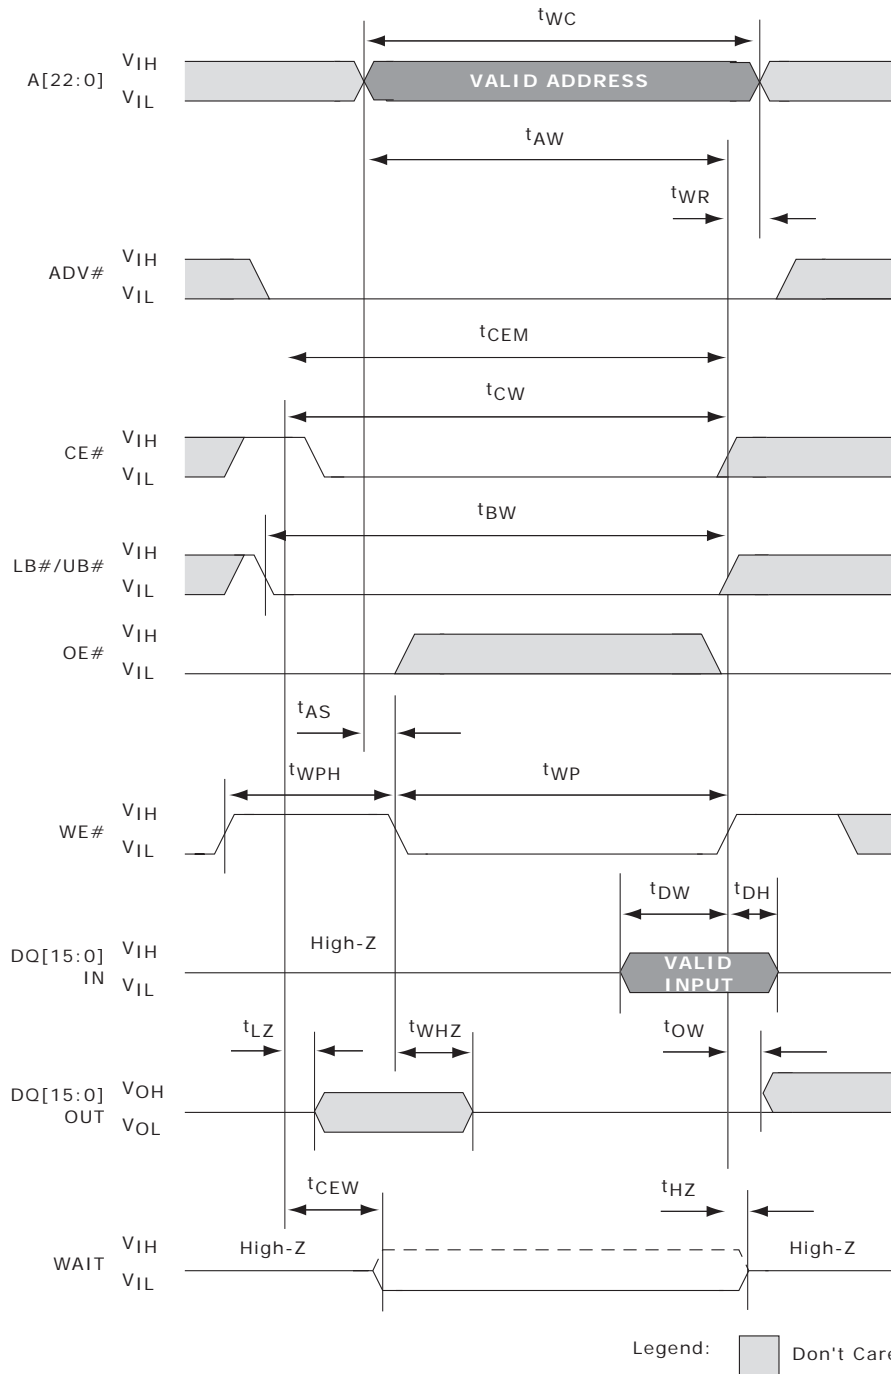 tWC
A[22:0] VIH VIL VALID ADDRESS
tAW
tWR
ADV# VIH VIL
tCEM
tCW
CE# VIH VIL
tBW
LB#/UB# VIH VIL
OE# VIH VIL
tAS
tWPH tWP
WE# VIH VIL
tDW tDH
DQ[15:0] IN VIH VIL High-Z VALID INPUT
tLZ tWHZ tOW
DQ[15:0] OUT VOH VOL
tCEW tHZ
WAIT VIH VIL High-Z High-Z
Legend: Don't Care